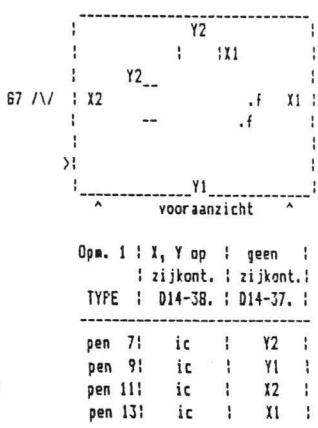 Y2
X1
Y2
67 /\/ X2 .f X1
-- .f
>
Y1
^ vooraanzicht ^
Opm. 1 ¦ X, Y op ¦ geen ¦
¦ zijkont. ¦ zijkont.¦
TYPE ¦ D14-38. ¦ D14-37. ¦
pen 7¦ ic ¦ Y2 ¦
pen 9¦ ic ¦ Y1 ¦
pen 11¦ ic ¦ X2 ¦
pen 13¦ ic ¦ X1 ¦